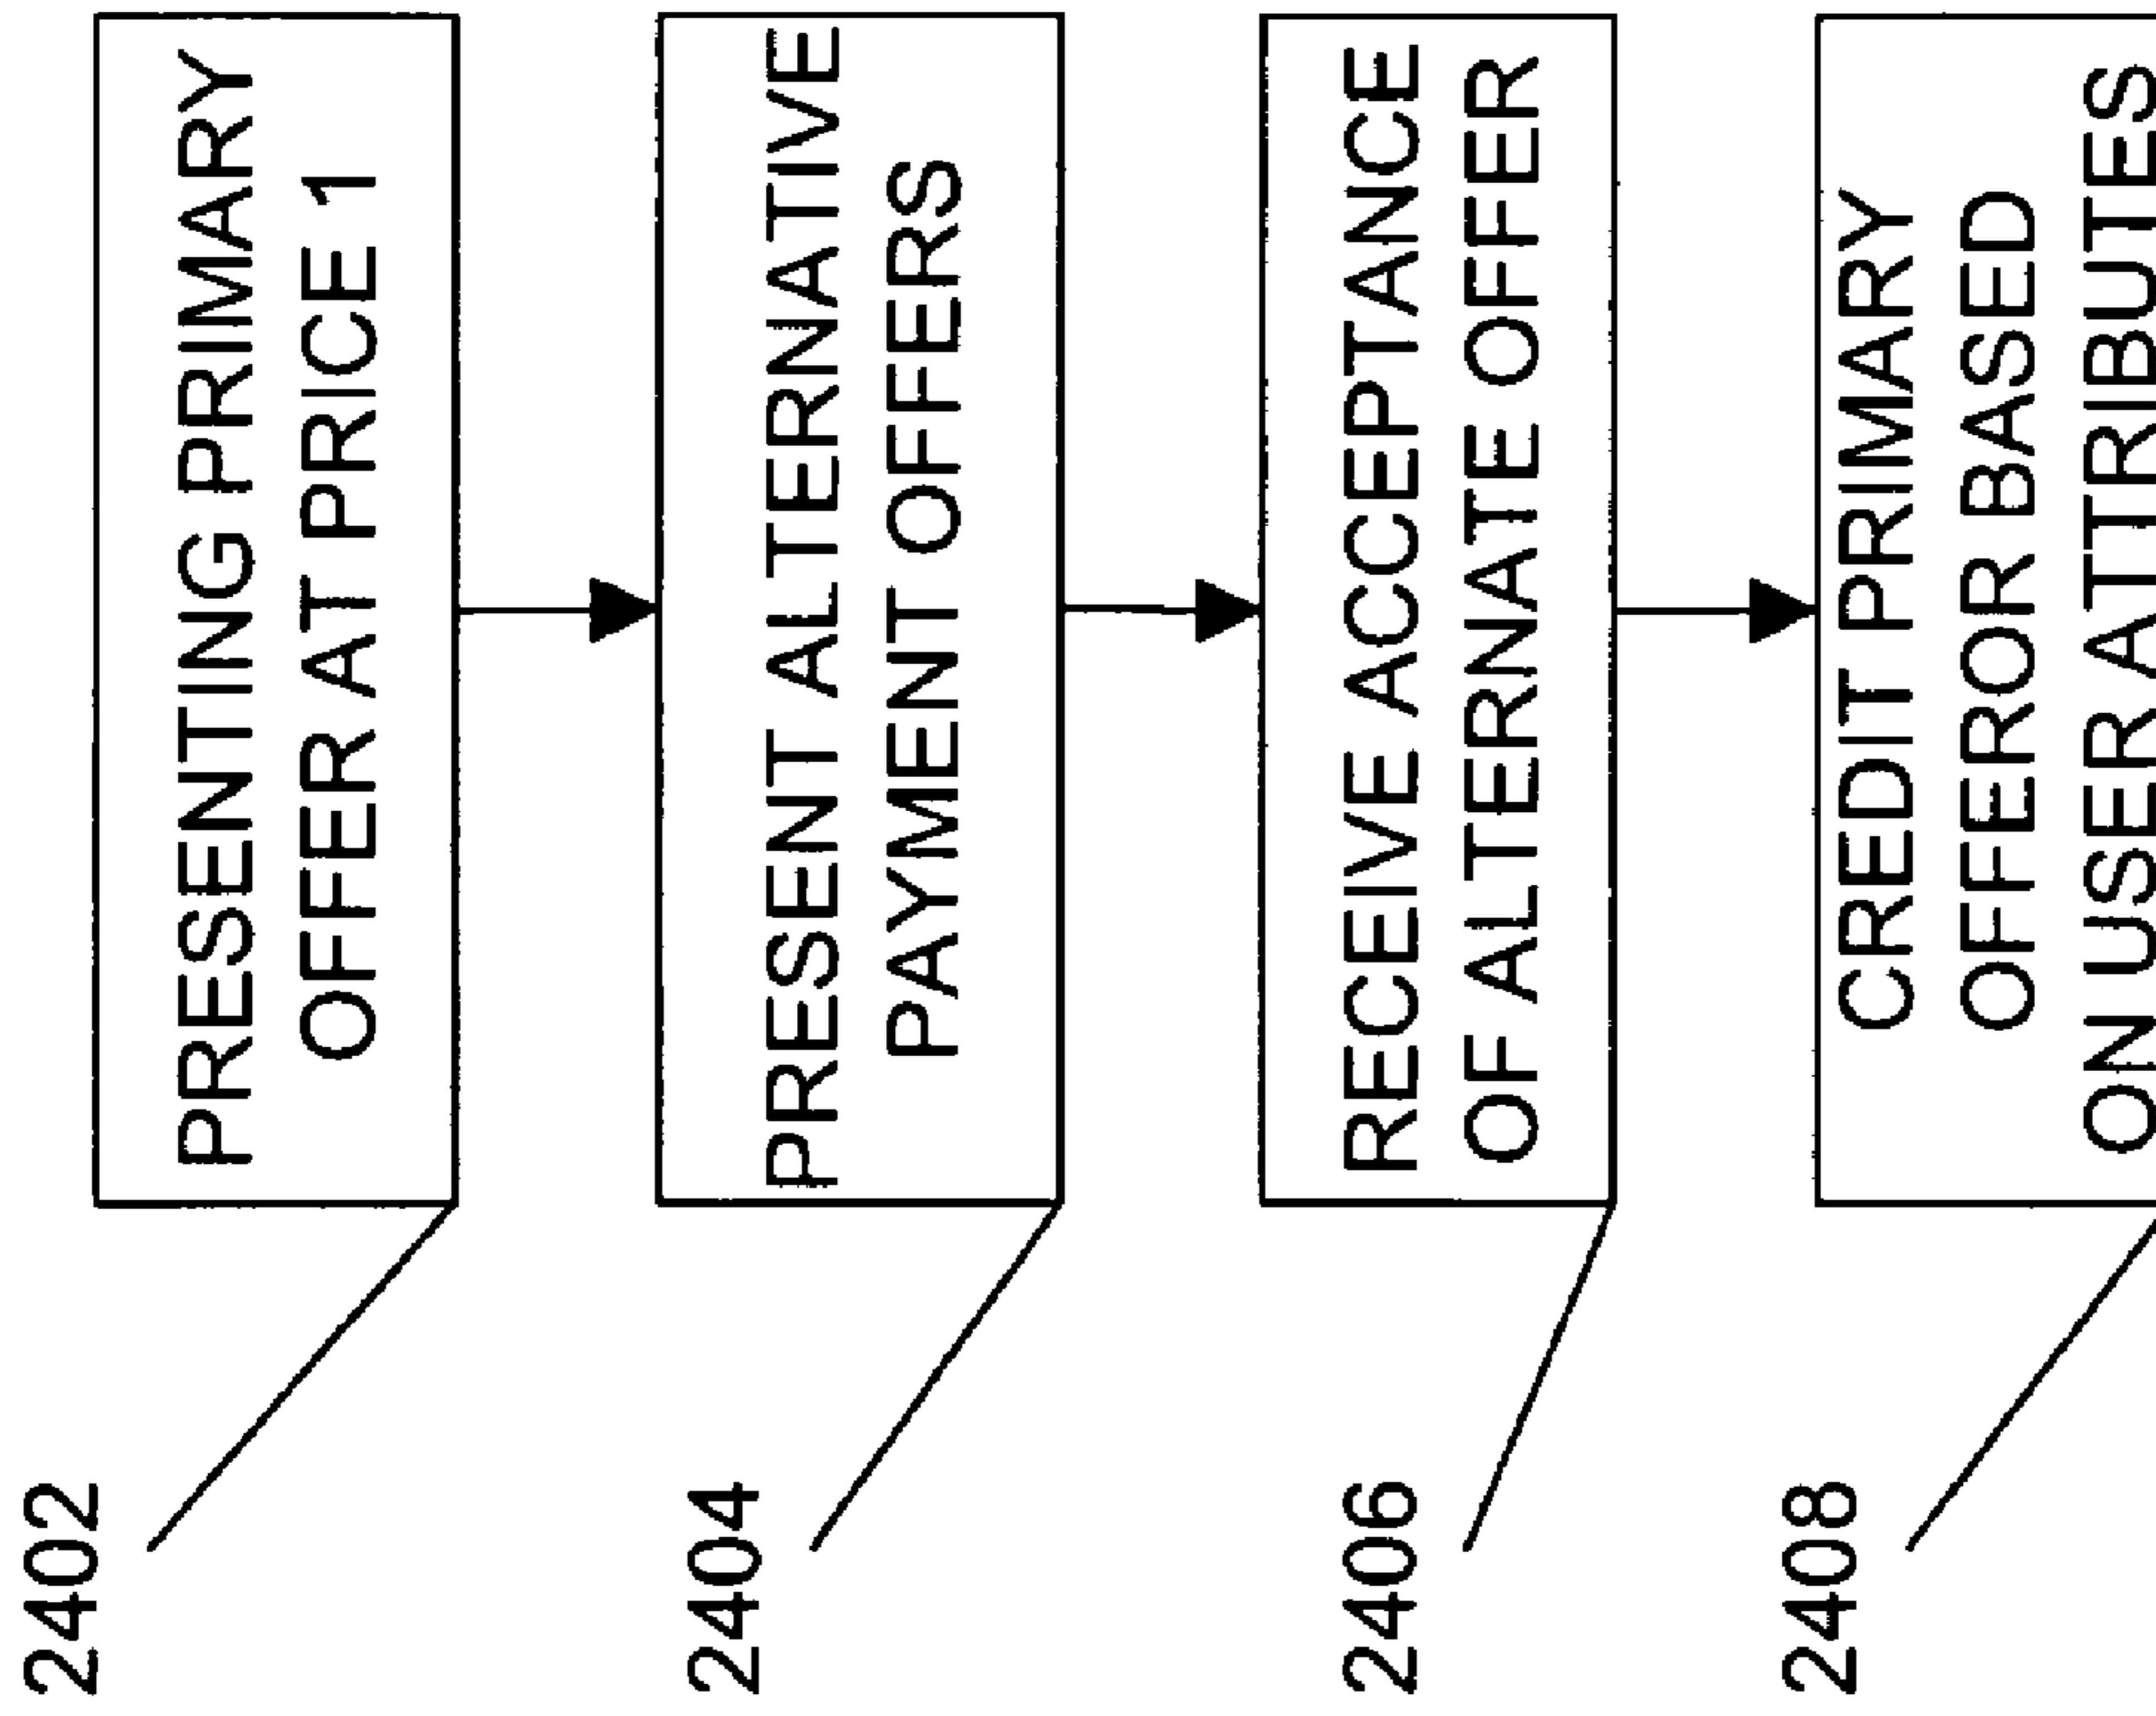 2402
PRESENTING PRIMARY
OFFER AT PRICE 1
2404
PRESENT ALTERNATIVE
PAYMENT OFFERS
2406
RECEIVE ACCEPTANCE
OF ALTERNATE OFFER
2408
CREDIT PRIMARY
OFFEROR BASED
ON USER ATTRIBUTES